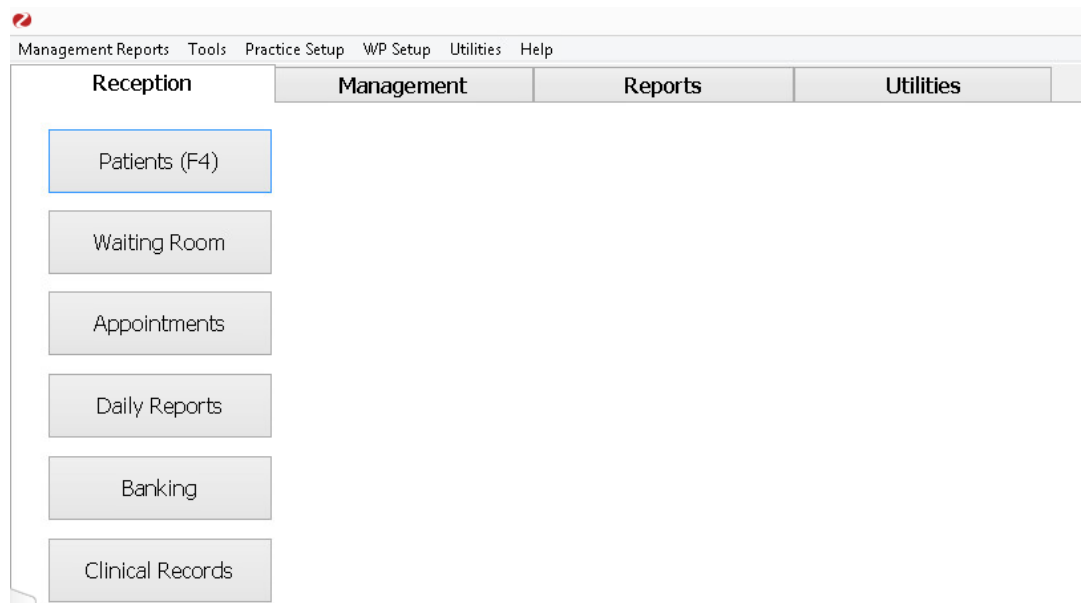 Management Reports Tools Practice Setup WP Setup Utilities Help
Reception Management Reports Utilities
Patients (F4)
Waiting Room
Appointments
Daily Reports
Banking
Clinical Records